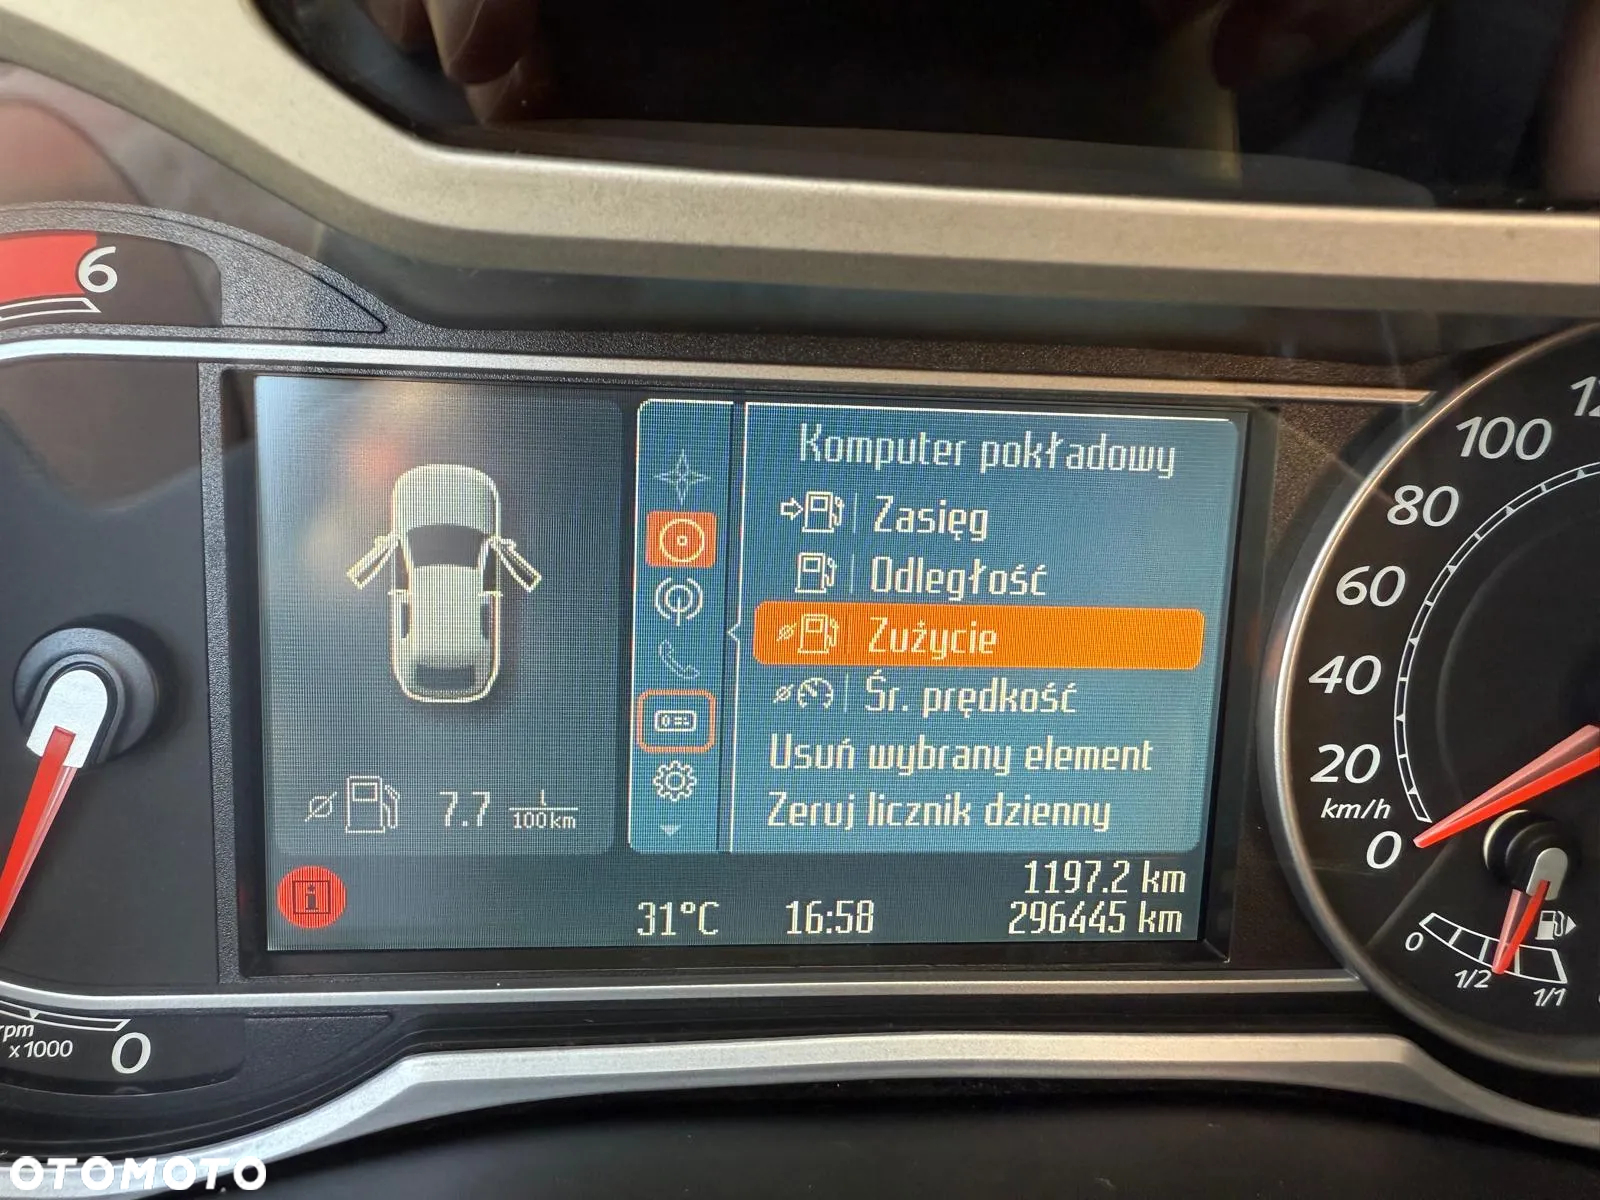 6
Komputer pokładowy
Zasięg
Odległość
Zużycie
Śr. prędkość
Usuń wybrany element
Zeruj licznik dzienny
7.7 L
100km
i
1197.2 km
31°C 16:58 296445 km
rpm
x1000
0
100
80
60
40
20
km/h
0
0
1/2
1/1
OTOMOTO